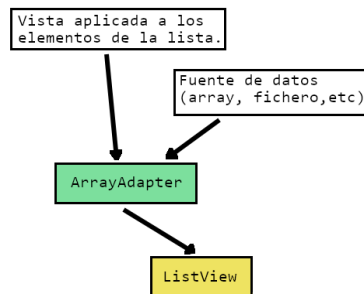 Vista aplicada a los
elementos de la lista.
Fuente de datos
(array, fichero,etc)
ArrayAdapter
ListView